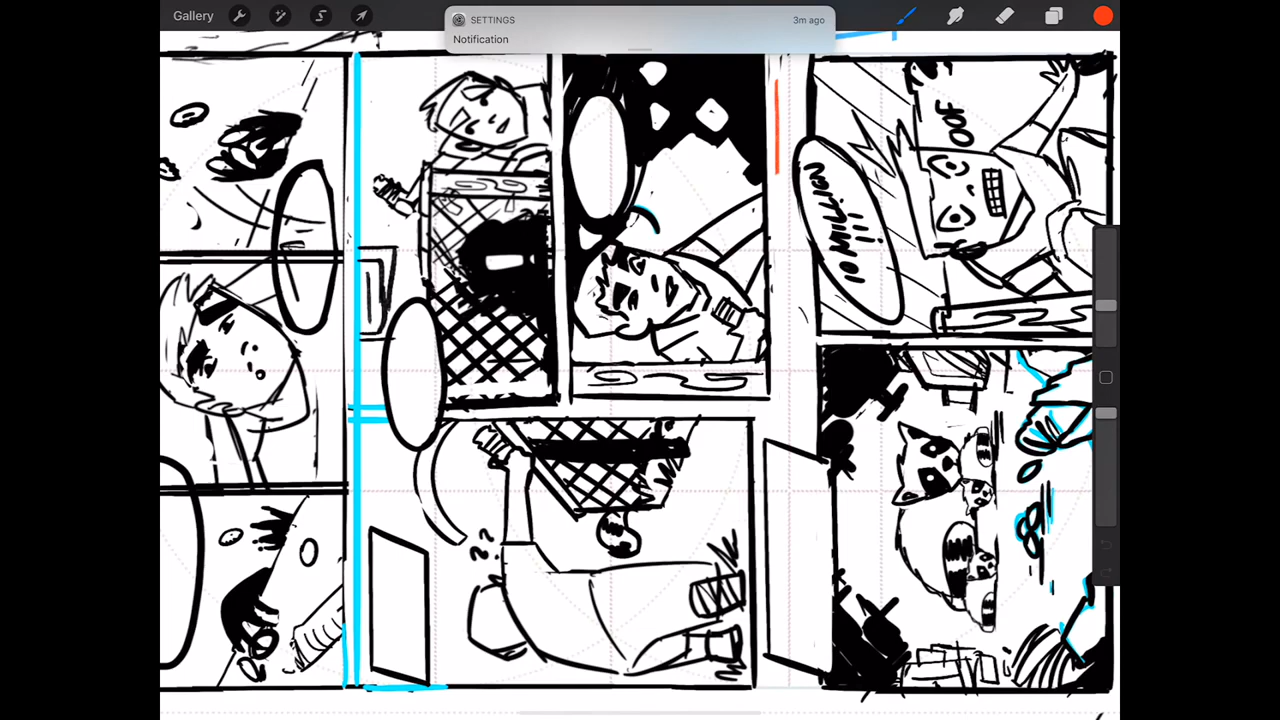 Gallery
SETTINGS
3m ago
Notification
OOF
10 MILLION
!!!
??